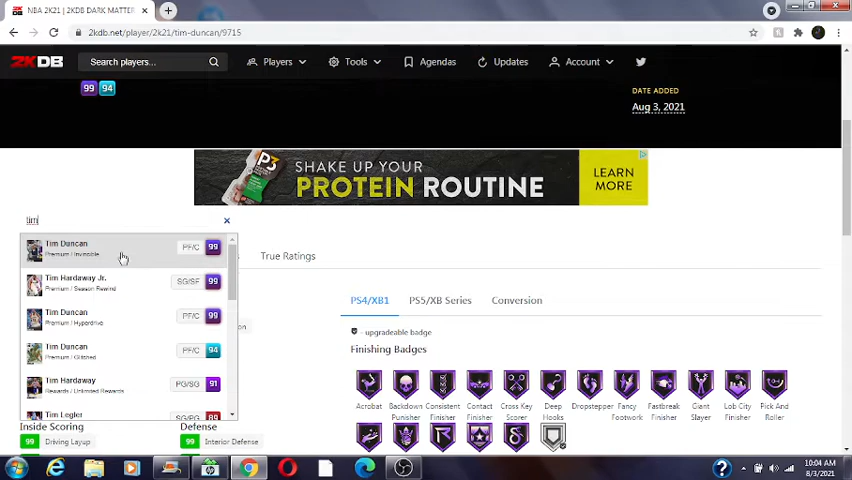 NBA 2K21 | 2KDB DARK MATTER
2kdb.net/player/2k21/tim-duncan/9715
2KDB
Search players...
Players
Tools
Agendas
Updates
Account
99 94
DATE ADDED
Aug 3, 2021
P3
SHAKE UP YOUR
PROTEIN ROUTINE
LEARN
MORE
tim
Tim Duncan
Premium / Invincible
PF/C 99
Tim Hardaway Jr.
Premium / Season Rewind
SG/SF 99
Tim Duncan
Premium / Hyperdrive
PF/C 99
Tim Duncan
Premium / Glitched
PF/C 94
Tim Hardaway
Rewards / Unlimited Rewards
PG/SG 91
Tim Legler
SG/PG 89
True Ratings
PS4/XB1 PS5/XB Series Conversion
- upgradeable badge
Finishing Badges
Acrobat
Backdown
Punisher
Consistent
Finisher
Contact
Finisher
Cross Key
Scorer
Deep
Hooks
Dropstepper
Fancy
Footwork
Fastbreak
Finisher
Giant
Slayer
Lob City
Finisher
Pick And
Roller
Inside Scoring
99 Driving Layup
Defense
99 Interior Defense
10:04 AM
8/3/2021